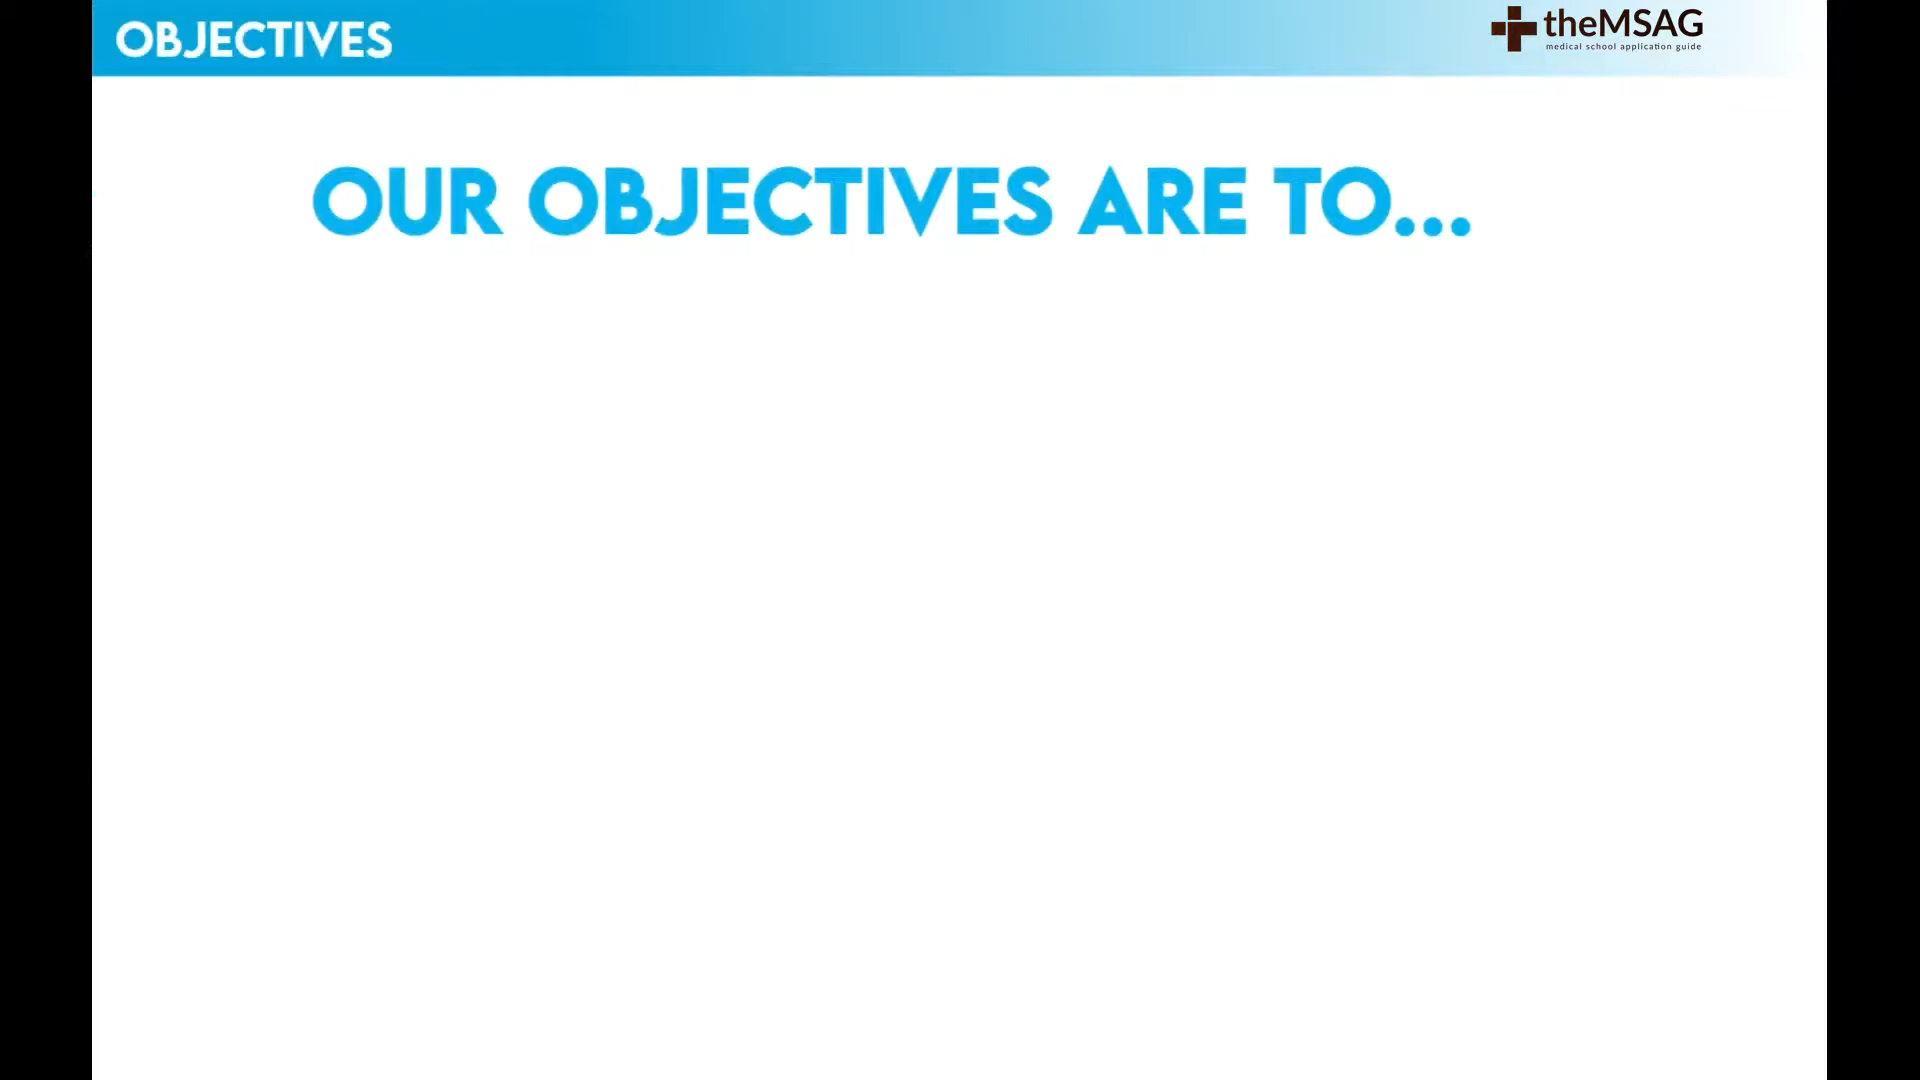 OBJECTIVES
theMSAG
medical school application guide
OUR OBJECTIVES ARE TO...